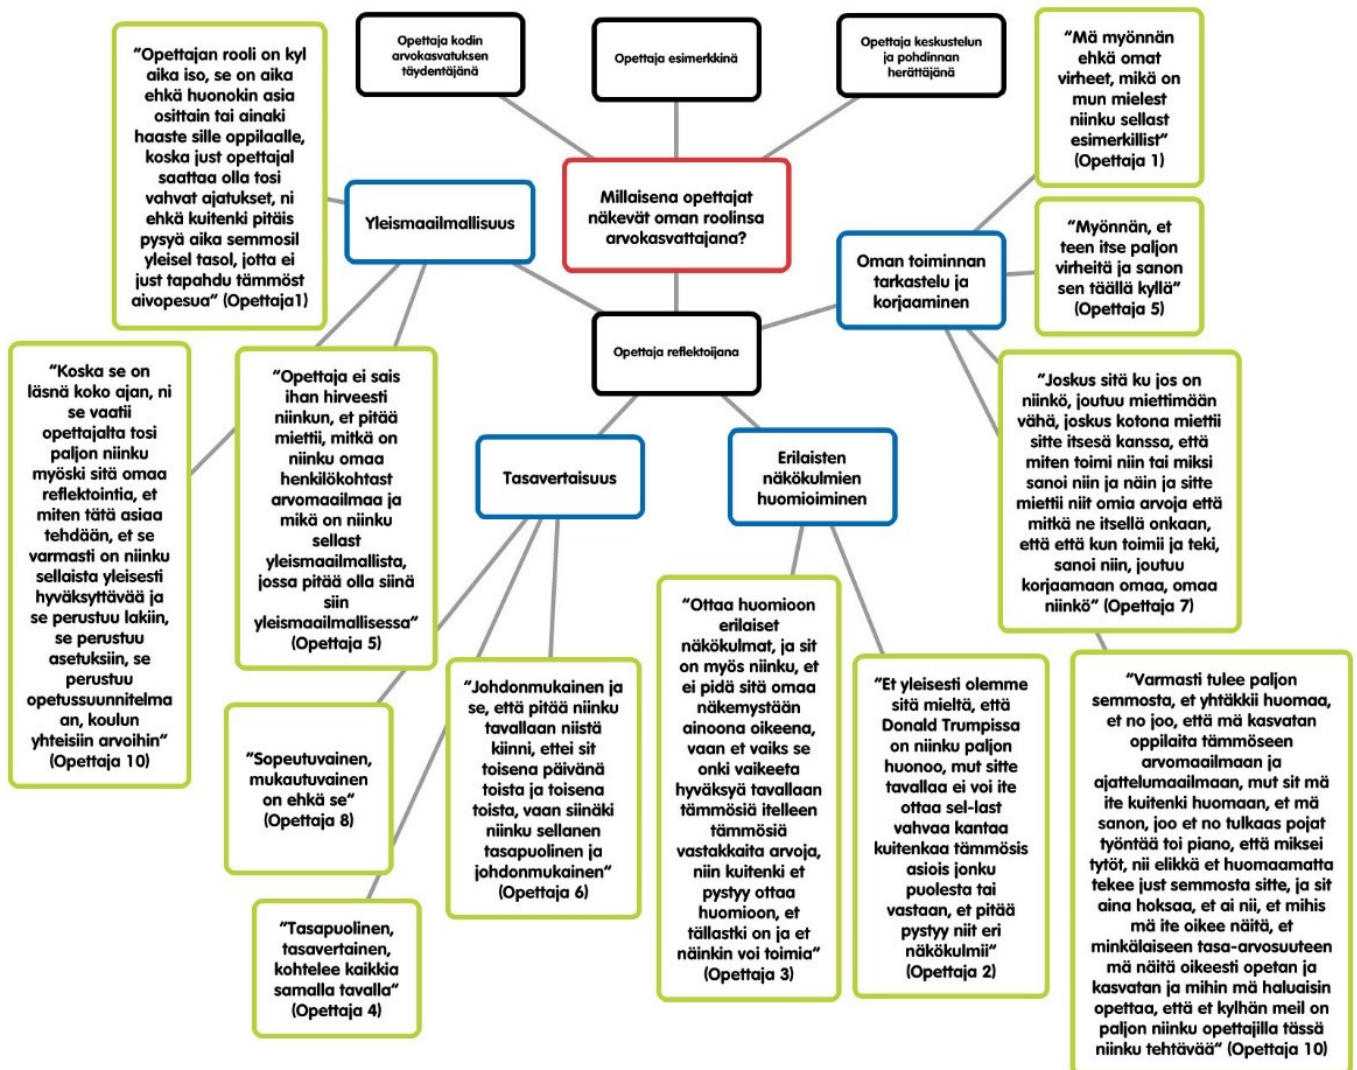 Opettaja kodin
arvokasvatuksen
täydentäjänä
Opettaja esimerkkinä
Opettaja keskustelun
ja pohdinnan
herättäjänä
Millaisena opettajat
näkevät oman roolinsa
arvokasvattajana?
Opettaja reflektoijana
Yleismaailmallisuus
"Opettajan rooli on kyl
aika iso, se on aika
ehkä huonokin asia
osittain tai ainaki
haaste sille oppilaalle,
koska just opettajal
saattaa olla tosi
vahvat ajatukset, ni
ehkä kuitenki pitäis
pysyä aika semmosil
yleisel tasol, jotta ei
just tapahdu tämmöst
aivopesua" (Opettaja1)
"Koska se on
läsnä koko ajan, ni
se vaatii
opettajalta tosi
paljon niinku
myöski sitä omaa
reflektointia, et
miten tätä asiaa
tehdään, et se
varmasti on niinku
sellaista yleisesti
hyväksyttävää ja
se perustuu lakiin,
se perustuu
asetuksiin, se
perustuu
opetussuunnitelma
an, koulun
yhteisiin arvoihin"
(Opettaja 10)
"Opettaja ei sais
ihan hirveesti
niinkun, et pitää
miettii, mitkä on
niinku omaa
henkilökohtast
arvomaailmaa ja
mikä on niinku
sellast
yleismaailmallista,
jossa pitää olla siinä
siin
yleismaailmallisessa"
(Opettaja 5)
Tasavertaisuus
"Sopeutuvainen,
mukautuvainen
on ehkä se"
(Opettaja 8)
"Tasapuolinen,
tasavertainen,
kohtelee kaikkia
samalla tavalla"
(Opettaja 4)
"Johdonmukainen ja
se, että pitää niinku
tavallaan niistä
kiinni, ettei sit
toisena päivänä
toista ja toisena
toista, vaan siinäki
niinku sellanen
tasapuolinen ja
johdonmukainen"
(Opettaja 6)
Erilaisten
näkökulmien
huomioiminen
"Ottaa huomioon
erilaiset
näkökulmat, ja sit
on myös niinku, et
ei pidä sitä omaa
näkemystään
ainoona oikeena,
vaan et vaiks se
onki vaikeeta
hyväksyä tavallaan
tämmösiä itelleen
tämmösiä
vastakkaita arvoja,
niin kuitenki et
pystyy ottaa
huomioon, et
tällastki on ja et
näinkin voi toimia"
(Opettaja 3)
"Et yleisesti olemme
sitä mieltä, että
Donald Trumpissa
on niinku paljon
huonoo, mut sitte
tavallaa ei voi ite
ottaa sel-last
vahvaa kantaa
kuitenkaa tämmösis
asiois jonku
puolesta tai
vastaan, et pitää
pystyy niit eri
näkökulmii"
(Opettaja 2)
Oman toiminnan
tarkastelu ja
korjaaminen
"Mä myönnän
ehkä omat
virheet, mikä on
mun mielest
niinku sellast
esimerkillist"
(Opettaja 1)
"Myönnän, et
teen itse paljon
virheitä ja sanon
sen täällä kyllä"
(Opettaja 5)
"Joskus sitä ku jos on
niinkö, joutuu miettimään
vähä, joskus kotona miettii
sitte itsesä kanssa, että
miten toimi niin tai miksi
sanoi niin ja näin ja sitte
miettii niit omia arvoja että
mitkä ne itsellä onkaan,
että että kun toimii ja teki,
sanoi niin, joutuu
korjaamaan omaa, omaa
niinkö" (Opettaja 7)
"Varmasti tulee paljon
semmosta, et yhtäkkii huomaa,
et no joo, että mä kasvatan
oppilaita tämmöseen
arvomaailmaan ja
ajattelumaailmaan, mut sit mä
ite kuitenki huomaan, et mä
sanon, joo et no tulkaas pojat
työntää toi piano, että miksei
tytöt, nii elikkä et huomaamatta
tekee just semmosta sitte, ja sit
aina hoksaa, et ai nii, et mihis
mä ite oikee näitä, et
minkälaiseen tasa-arvosuuteen
mä näitä oikeesti opetan ja
kasvatan ja mihin mä haluaisin
opettaa, että et kylhän meil on
paljon niinku opettajilla tässä
niinku tehtävää" (Opettaja 10)